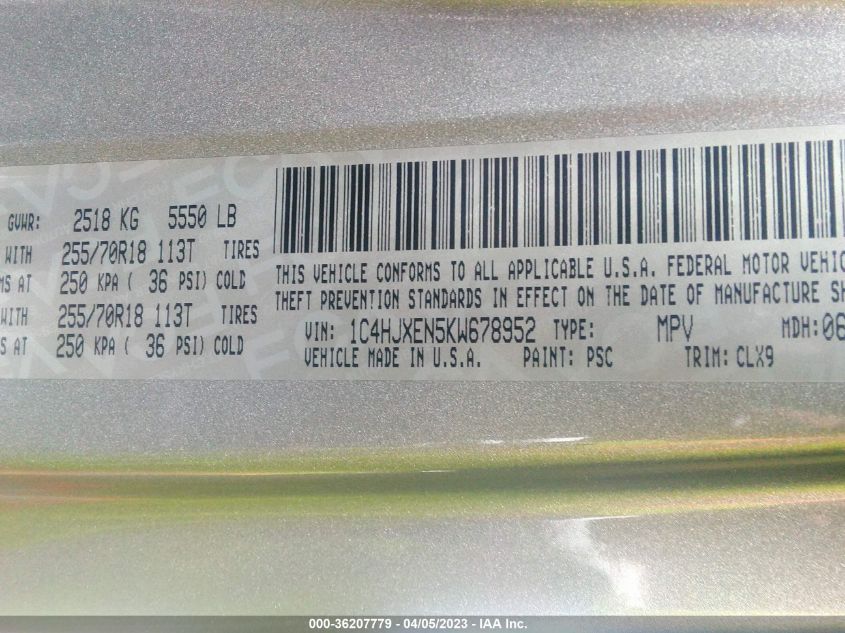 GVWR: 2518 KG 5550 LB
WITH 255/70R18 113T TIRES
MS AT 250 KPA ( 36 PSI) COLD
WITH 255/70R18 113T TIRES
MS AT 250 KPA ( 36 PSI) COLD
THIS VEHICLE CONFORMS TO ALL APPLICABLE U.S.A. FEDERAL MOTOR VEHIC
THEFT PREVENTION STANDARDS IN EFFECT ON THE DATE OF MANUFACTURE SH
VIN: 1C4HJXEN5KW678952 TYPE: MPV MDH:06
VEHICLE MADE IN U.S.A. PAINT: PSC TRIM: CLX9
000-36207779 - 04/05/2023 - IAA Inc.